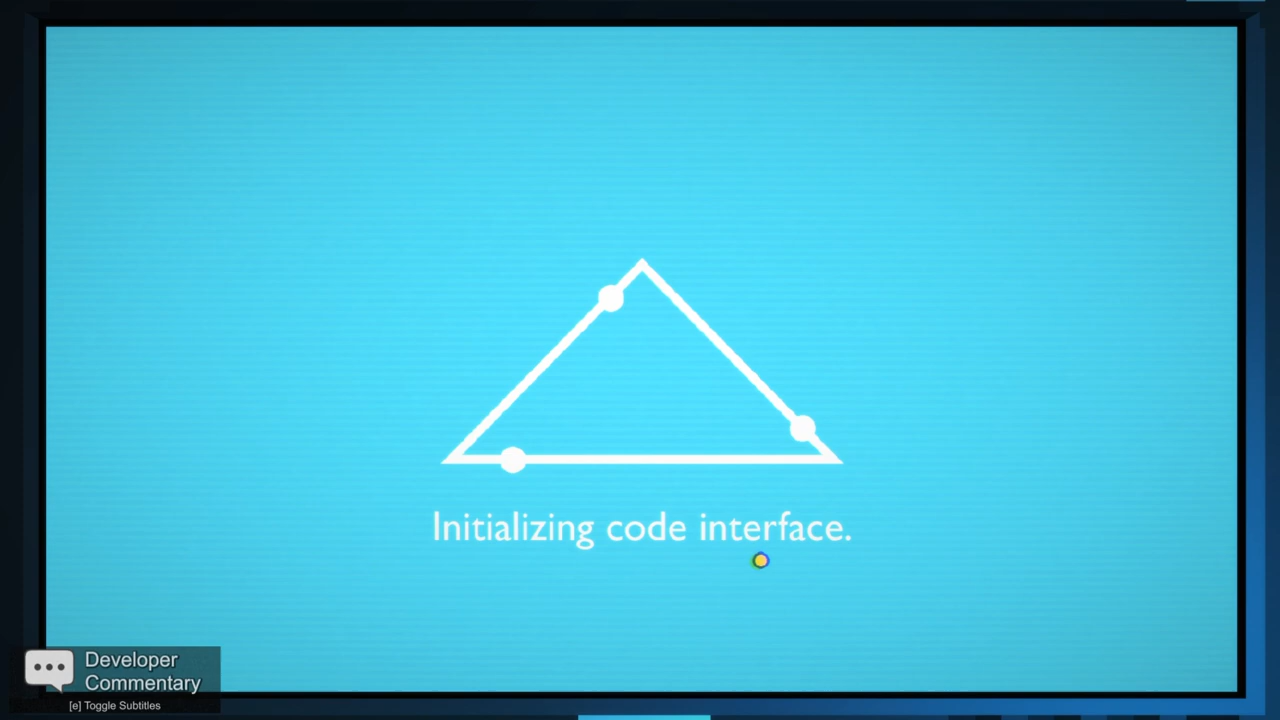 Initializing code interface.
Developer
Commentary
[e] Toggle Subtitles